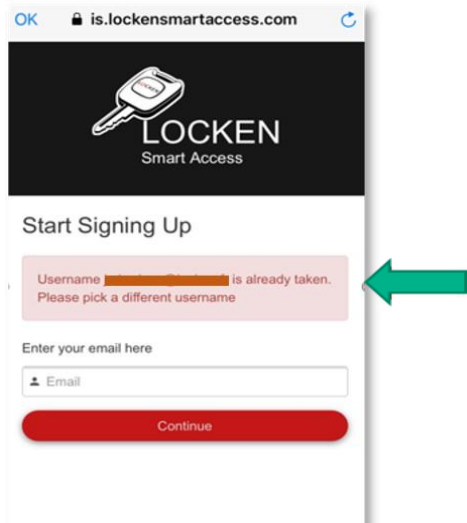 OK is.lockensmartaccess.com
LOCKEN
LOCKEN
Smart Access
Start Signing Up
Username is already taken.
Please pick a different username
Enter your email here
Email
Continue